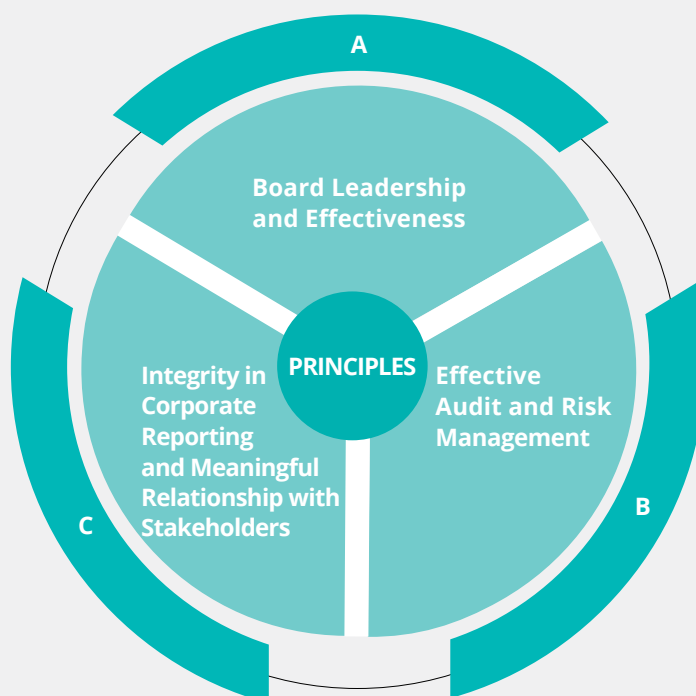 A
Board Leadership
and Effectiveness
PRINCIPLES
Effective
Audit and Risk
Management
B
Integrity in
Corporate
Reporting
and Meaningful
Relationship with
Stakeholders
C